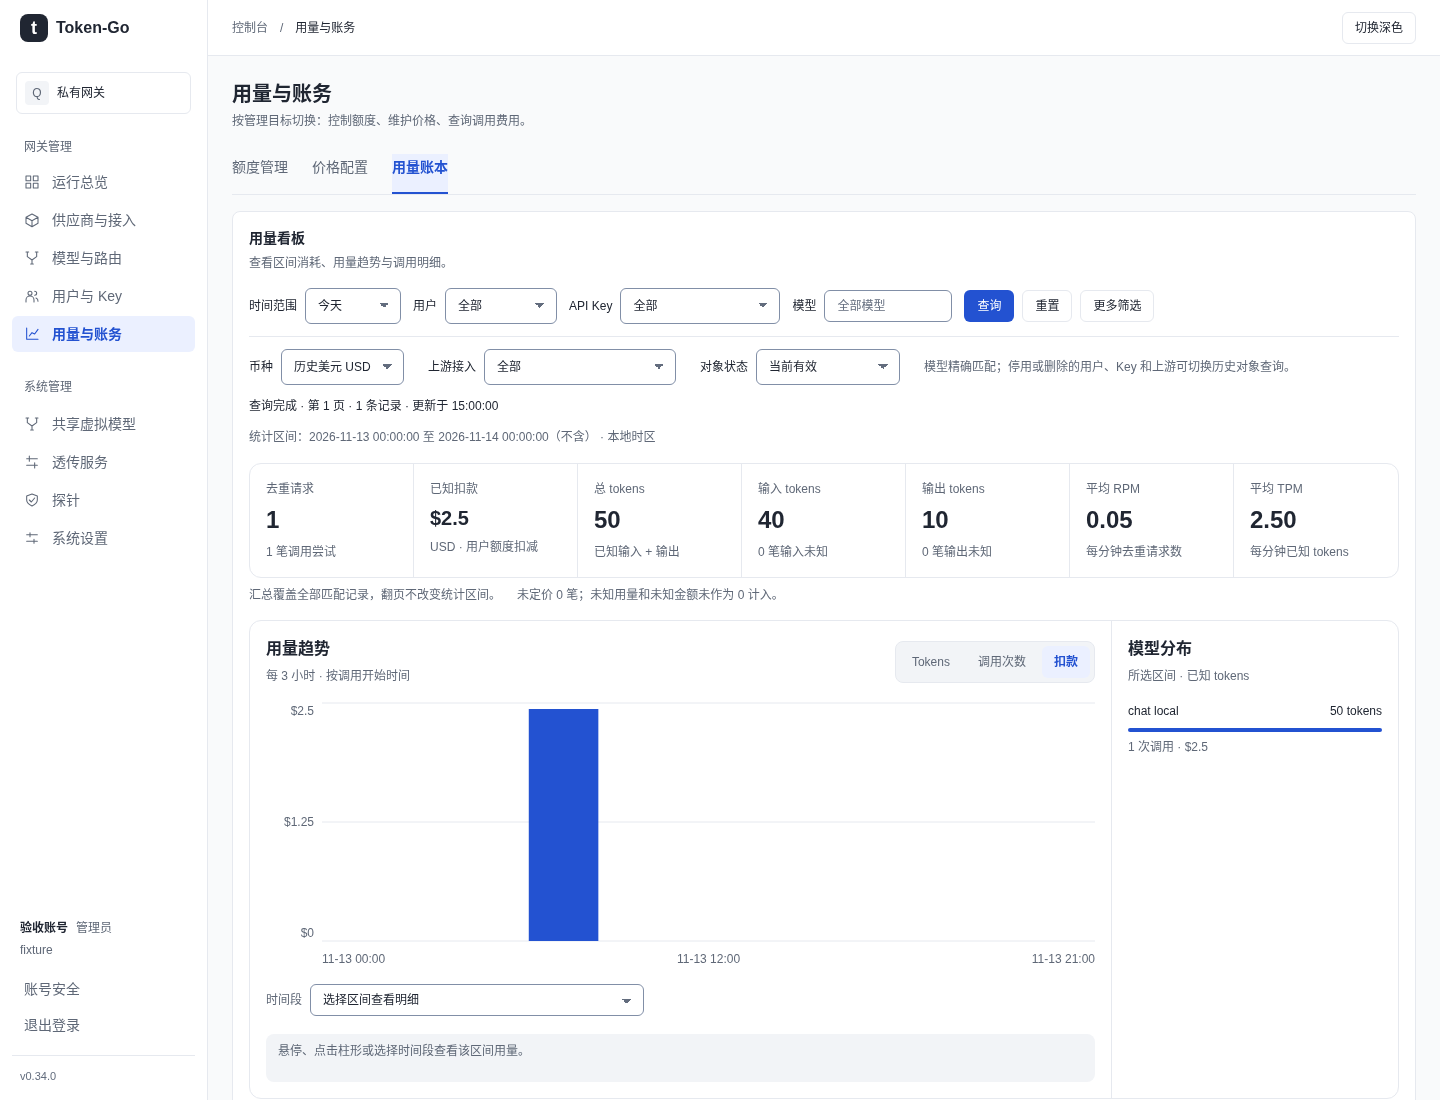 t Token-Go
Q 私有网关
网关管理
运行总览
供应商与接入
模型与路由
用户与 Key
用量与账务
系统管理
共享虚拟模型
透传服务
探针
系统设置
验收账号 管理员
fixture
账号安全
退出登录
v0.34.0
控制台 / 用量与账务
切换深色
用量与账务
按管理目标切换：控制额度、维护价格、查询调用费用。
额度管理 价格配置 用量账本
用量看板
查看区间消耗、用量趋势与调用明细。
时间范围 今天 用户 全部 API Key 全部 模型 全部模型 查询 重置 更多筛选
币种 历史美元 USD 上游接入 全部 对象状态 当前有效 模型精确匹配；停用或删除的用户、Key 和上游可切换历史对象查询。
查询完成 · 第 1 页 · 1 条记录 · 更新于 15:00:00
统计区间：2026-11-13 00:00:00 至 2026-11-14 00:00:00（不含） · 本地时区
去重请求 已知扣款 总 tokens 输入 tokens 输出 tokens 平均 RPM 平均 TPM
1 $2.5 50 40 10 0.05 2.50
1 笔调用尝试 USD · 用户额度扣减 已知输入 + 输出 0 笔输入未知 0 笔输出未知 每分钟去重请求数 每分钟已知 tokens
汇总覆盖全部匹配记录，翻页不改变统计区间。 未定价 0 笔；未知用量和未知金额未作为 0 计入。
用量趋势
每 3 小时 · 按调用开始时间
Tokens 调用次数 扣款
$2.5
$1.25
$0
11-13 00:00 11-13 12:00 11-13 21:00
时间段 选择区间查看明细
悬停、点击柱形或选择时间段查看该区间用量。
模型分布
所选区间 · 已知 tokens
chat local 50 tokens
1 次调用 · $2.5